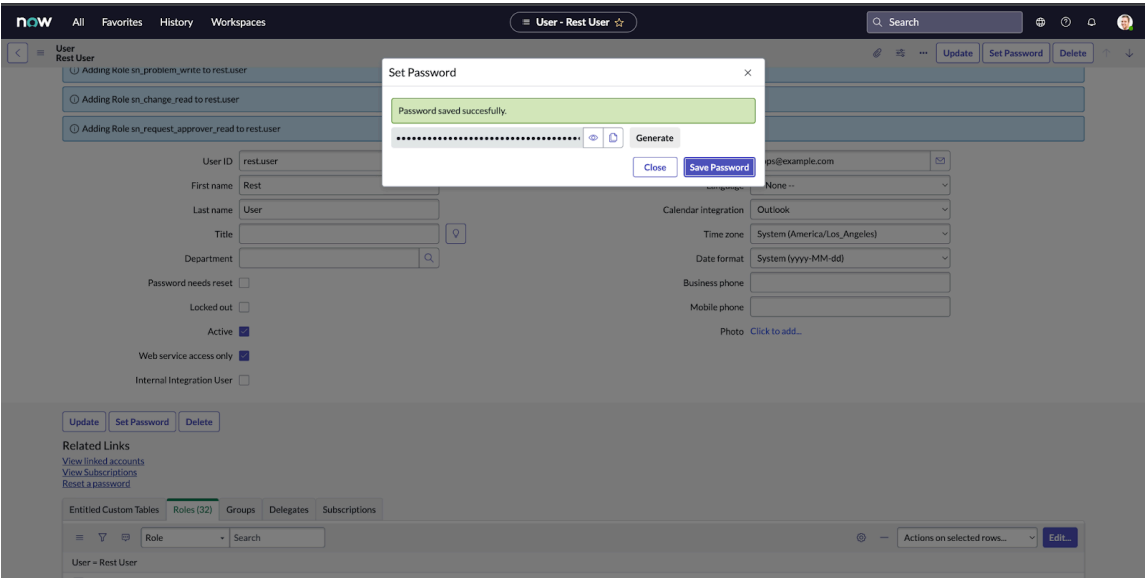 now All Favorites History Workspaces User - Rest User Search
User
Rest User
Update Set Password Delete
Adding Role sn_problem_write to rest.user
Adding Role sn_change_read to rest.user
Adding Role sn_request_approver_read to rest.user
Set Password
Password saved succesfully.
Generate
Close Save Password
User ID rest.user
First name Rest
Last name User
Title
Department
Password needs reset
Locked out
Active
Web service access only
Internal Integration User
ops@example.com
Language None --
Calendar integration Outlook
Time zone System (America/Los_Angeles)
Date format System (yyyy-MM-dd)
Business phone
Mobile phone
Photo Click to add...
Update Set Password Delete
Related Links
View linked accounts
View Subscriptions
Reset a password
Entitled Custom Tables Roles (32) Groups Delegates Subscriptions
Role Search Actions on selected rows... Edit...
User = Rest User